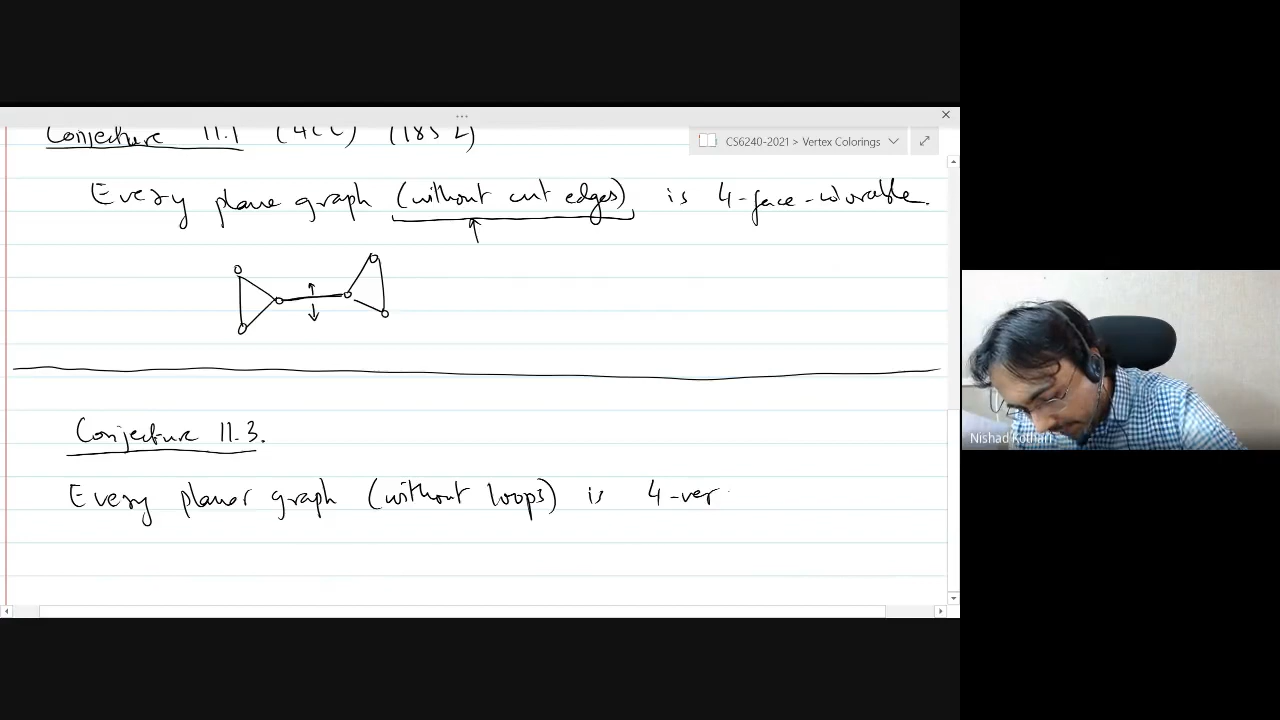 Conjecture 11.1 (4CC) (1852)
CS6240-2021 > Vertex Colorings
Every plane graph (without cut edges) is 4-face-colorable.
Conjecture 11.3.
Every planar graph (without loops) is 4-ver
Nishad Kothari